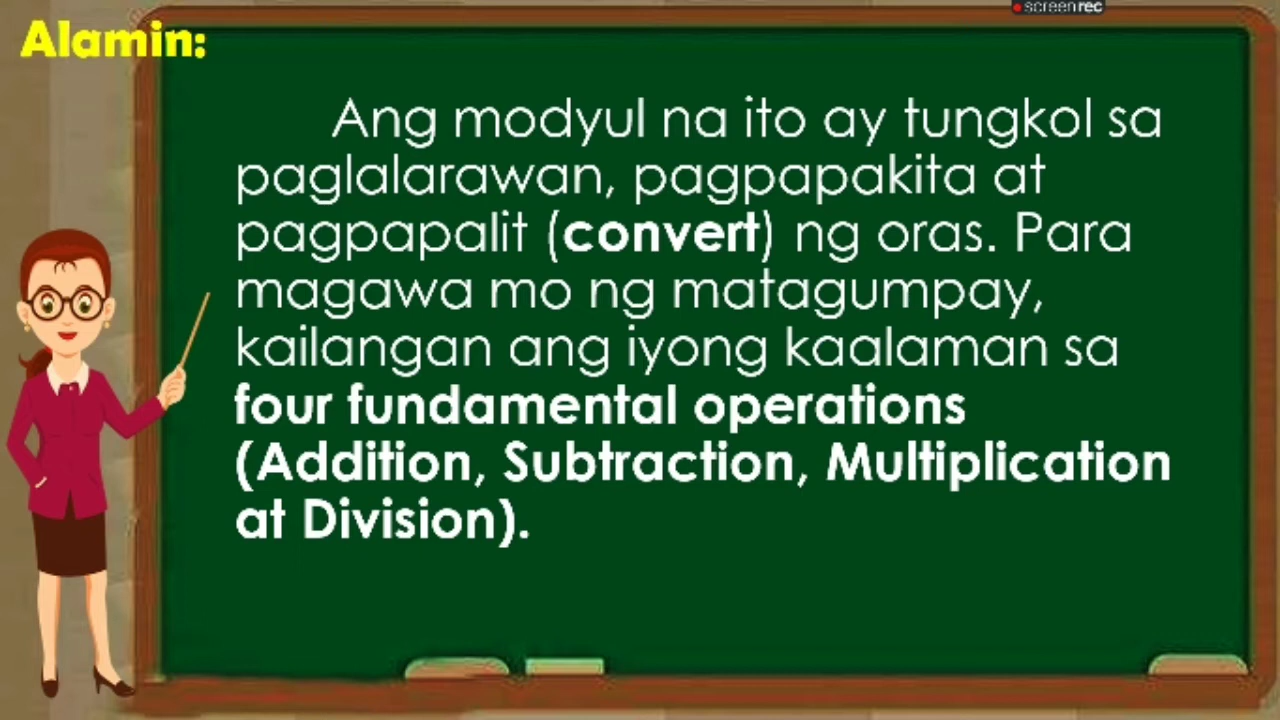 screenrec
Alamin:
Ang modyul na ito ay tungkol sa
paglalarawan, pagpapakita at
pagpapalit (convert) ng oras. Para
magawa mo ng matagumpay,
kailangan ang iyong kaalaman sa
four fundamental operations
(Addition, Subtraction, Multiplication
at Division).